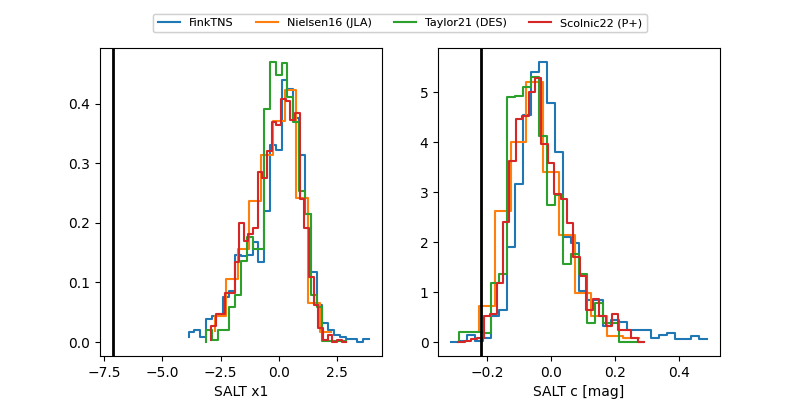 FinkTNS Nielsen16 (JLA) Taylor21 (DES) Scolnic22 (P+)
0.4
0.3
0.2
0.1
0.0
−7.5 −5.0 −2.5 0.0 2.5
SALT x1
5
4
3
2
1
0
−0.2 0.0 0.2 0.4
SALT c [mag]